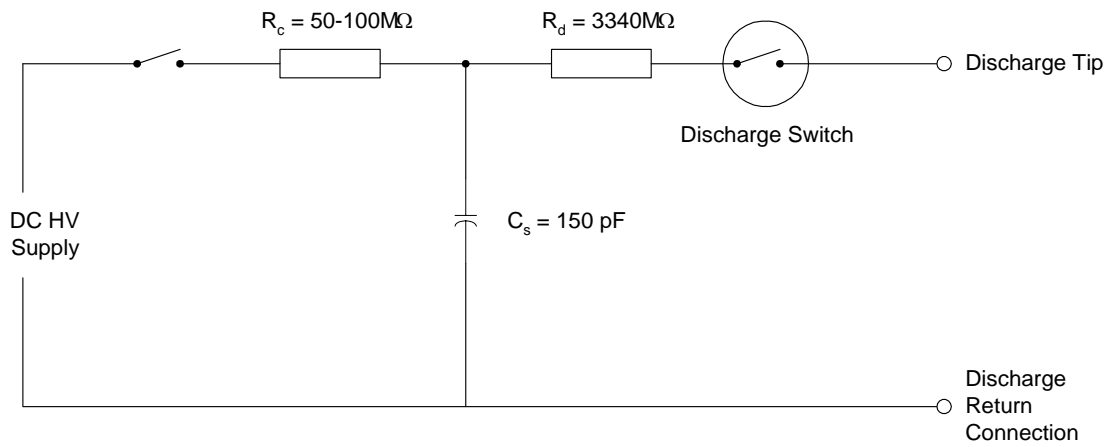 R_c = 50-100MΩ
R_d = 3340MΩ
Discharge Tip
Discharge Switch
DC HV
Supply
C_s = 150 pF
Discharge
Return
Connection